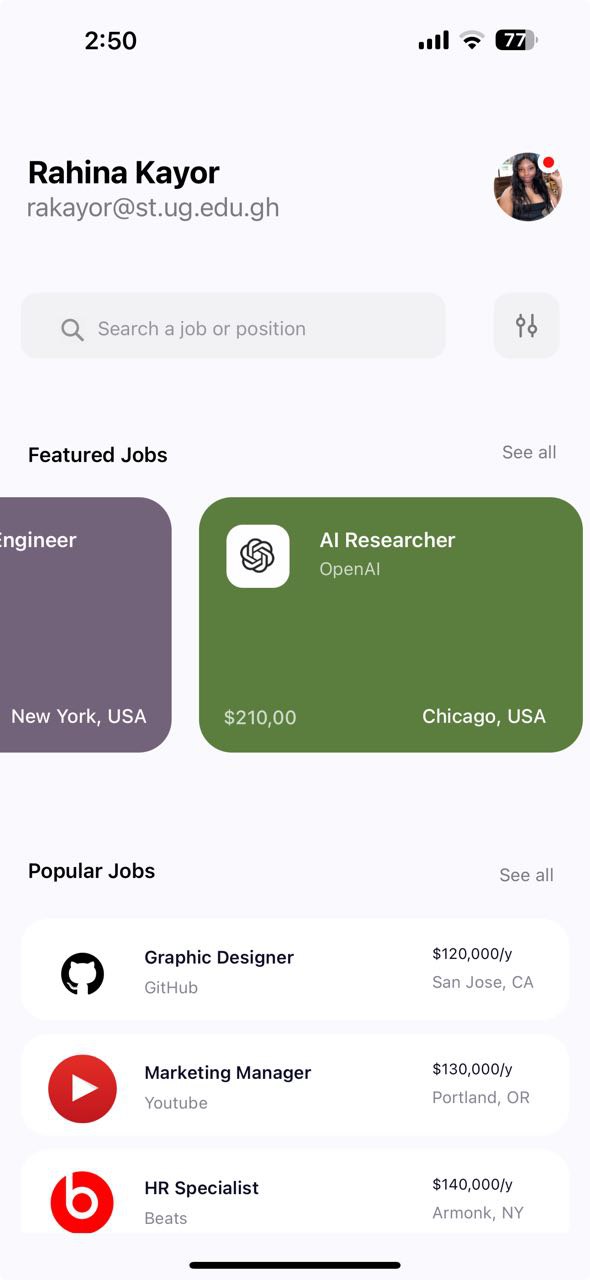 2:50
77
Rahina Kayor
rakayor@st.ug.edu.gh
Search a job or position
Featured Jobs
See all
Engineer
New York, USA
AI Researcher
OpenAI
$210,00
Chicago, USA
Popular Jobs
See all
Graphic Designer
$120,000/y
GitHub
San Jose, CA
Marketing Manager
$130,000/y
Youtube
Portland, OR
HR Specialist
$140,000/y
Beats
Armonk, NY